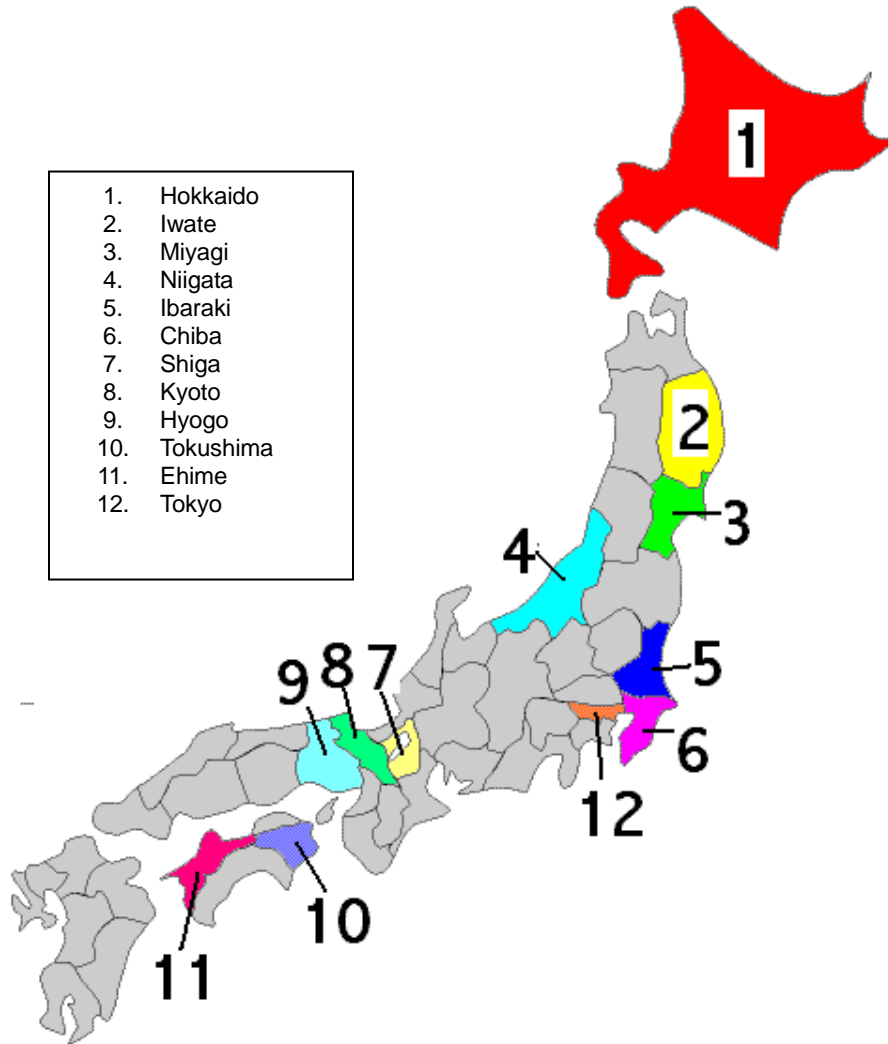 1. Hokkaido
2. Iwate
3. Miyagi
4. Niigata
5. Ibaraki
6. Chiba
7. Shiga
8. Kyoto
9. Hyogo
10. Tokushima
11. Ehime
12. Tokyo
1
2
3
4
5
6
7
8
9
12
10
11